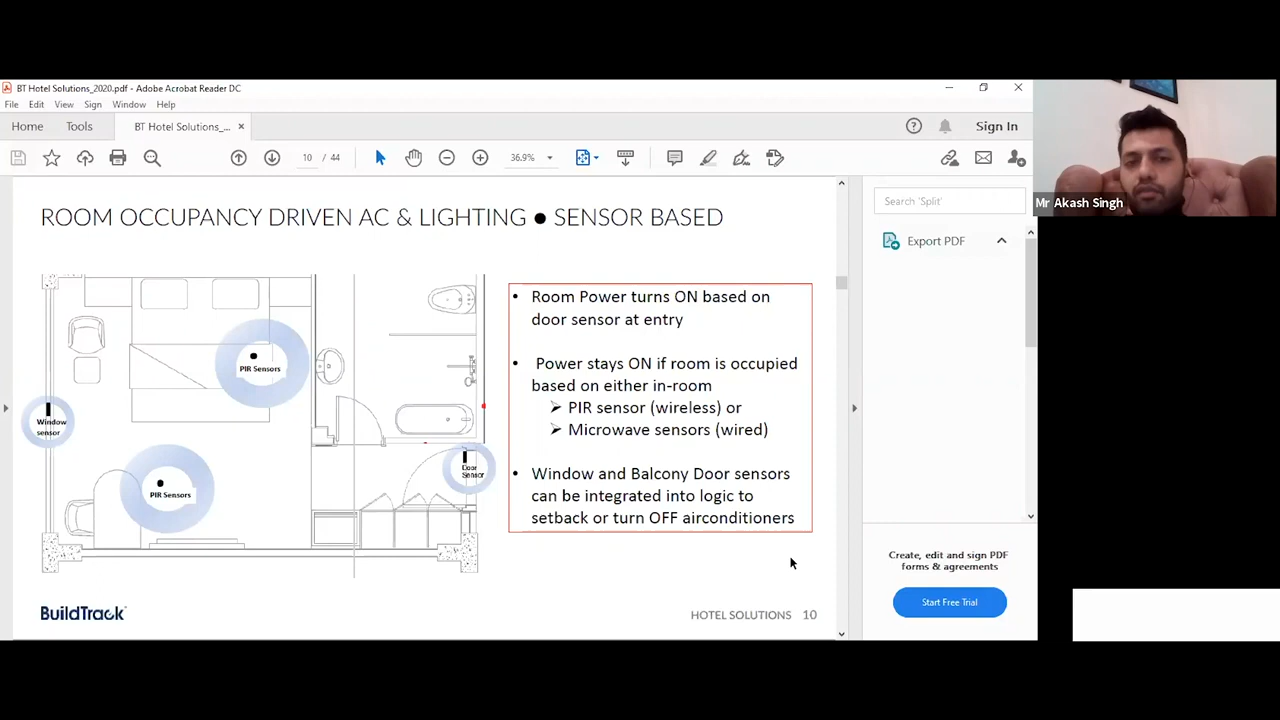 BT Hotel Solutions_2020.pdf - Adobe Acrobat Reader DC
File Edit View Sign Window Help
Home Tools BT Hotel Solutions_... × Sign In
10 / 44 36.9%
ROOM OCCUPANCY DRIVEN AC & LIGHTING ● SENSOR BASED
PIR Sensors
Window
sensor
PIR Sensors
Door
Sensor
• Room Power turns ON based on
door sensor at entry
• Power stays ON if room is occupied
based on either in-room
➢ PIR sensor (wireless) or
➢ Microwave sensors (wired)
• Window and Balcony Door sensors
can be integrated into logic to
setback or turn OFF airconditioners
BuildTrack
HOTEL SOLUTIONS 10
Search 'Split'
Export PDF
Create, edit and sign PDF
forms & agreements
Start Free Trial
Mr Akash Singh